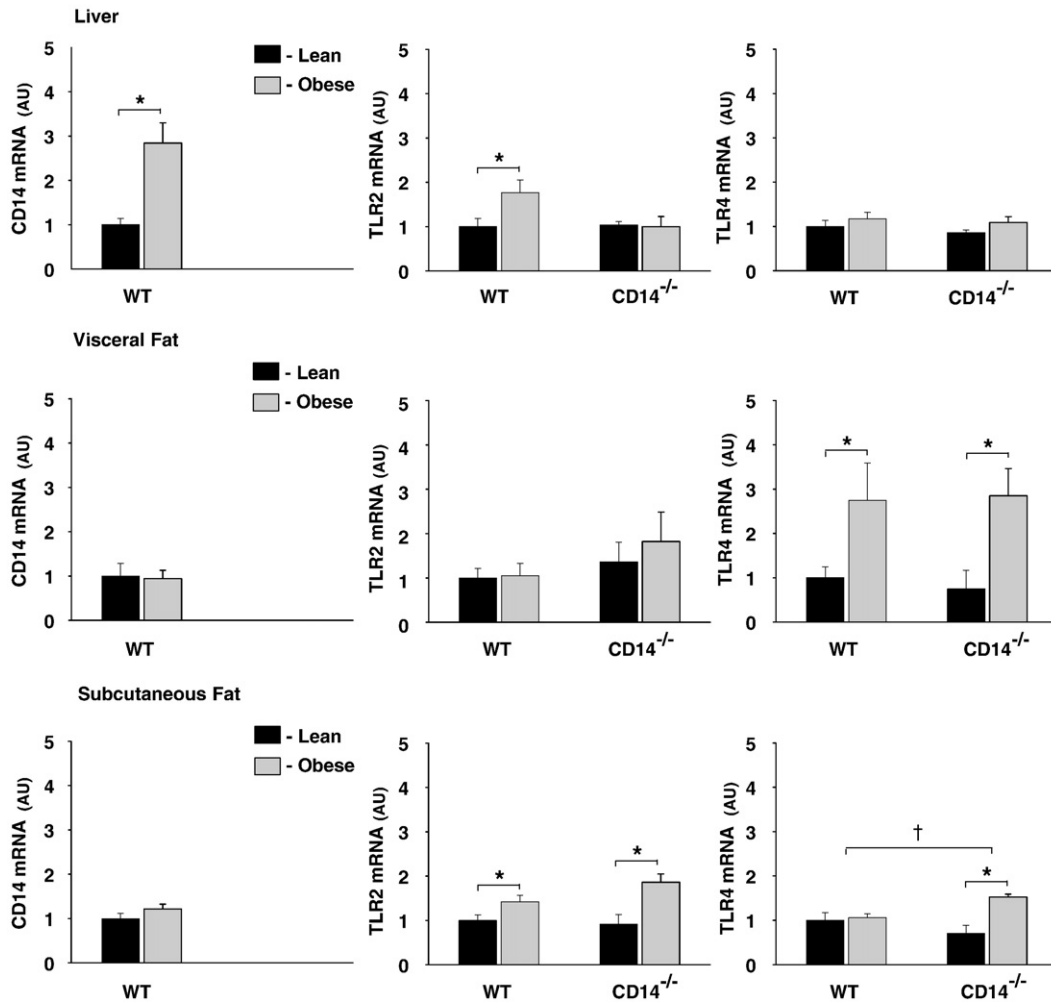 Liver
CD14 mRNA (AU)
5
4
3
2
1
0
*
- Lean
- Obese
WT
TLR2 mRNA (AU)
5
4
3
2
1
0
*
WT CD14-/-
TLR4 mRNA (AU)
5
4
3
2
1
0
WT CD14-/-
Visceral Fat
CD14 mRNA (AU)
5
4
3
2
1
0
- Lean
- Obese
WT
TLR2 mRNA (AU)
5
4
3
2
1
0
WT CD14-/-
TLR4 mRNA (AU)
5
4
3
2
1
0
* *
WT CD14-/-
Subcutaneous Fat
CD14 mRNA (AU)
5
4
3
2
1
0
- Lean
- Obese
WT
TLR2 mRNA (AU)
5
4
3
2
1
0
* *
WT CD14-/-
TLR4 mRNA (AU)
5
4
3
2
1
0
†
*
WT CD14-/-